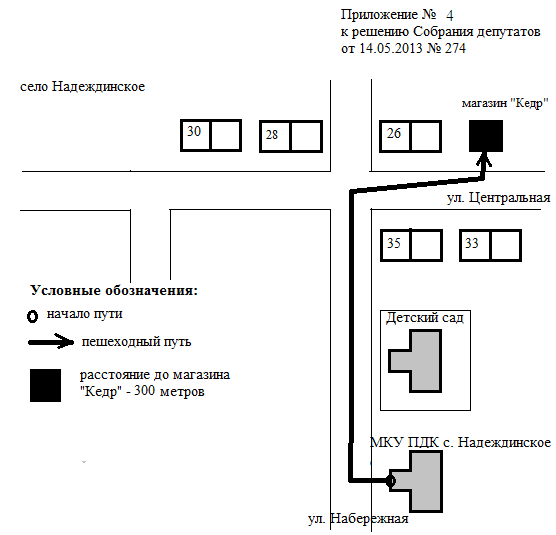 Приложение № 4
к решению Собрания депутатов
от 14.05.2013 № 274
село Надеждинское
магазин "Кедр"
30
28
26
ул. Центральная
35
33
Условные обозначения:
начало пути
пешеходный путь
расстояние до магазина
"Кедр" - 300 метров
Детский сад
МКУ ПДК с. Надеждинское
ул. Набережная